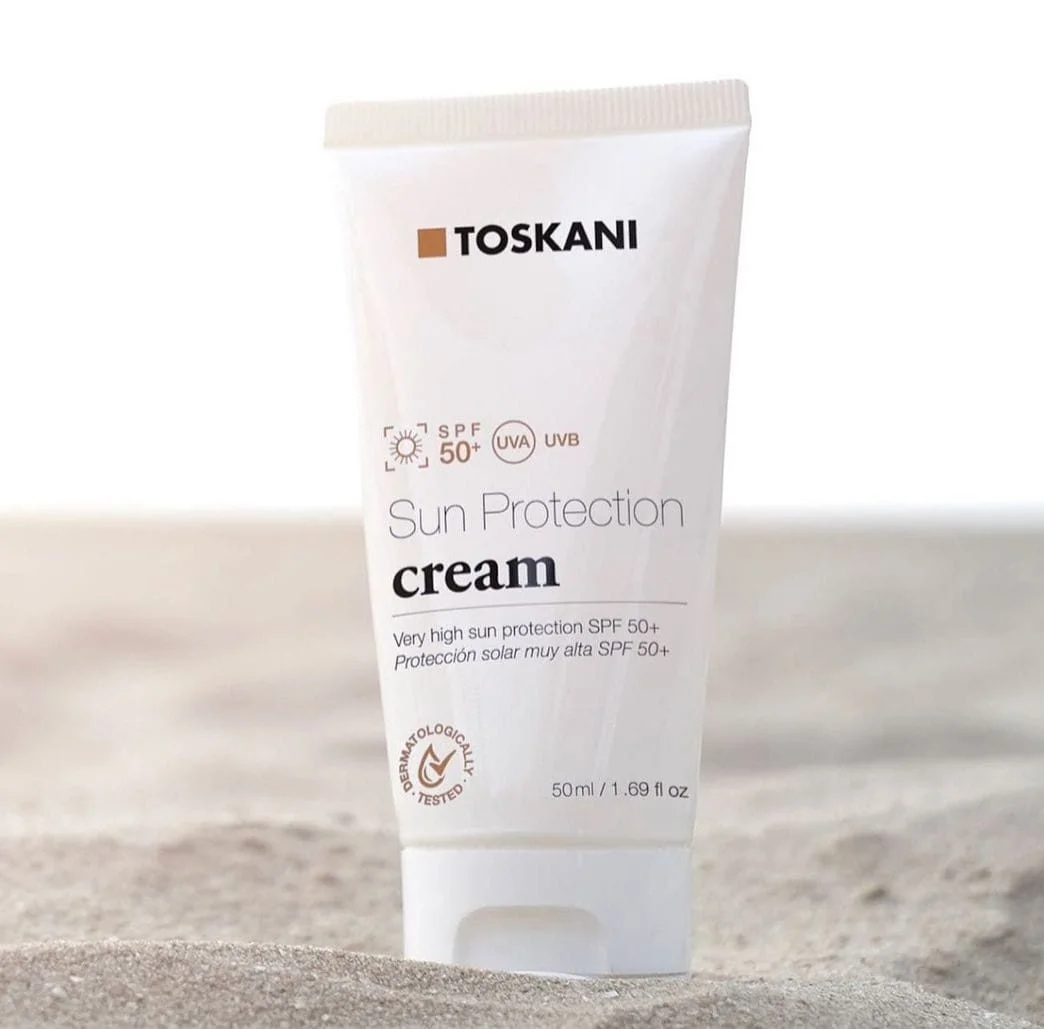 TOSKANI
SPF
50+
UVA
UVB
Sun Protection
cream
Very high sun protection SPF 50+
Protección solar muy alta SPF 50+
DERMATOLOGICALLY
· TESTED ·
50ml / 1.69 fl oz